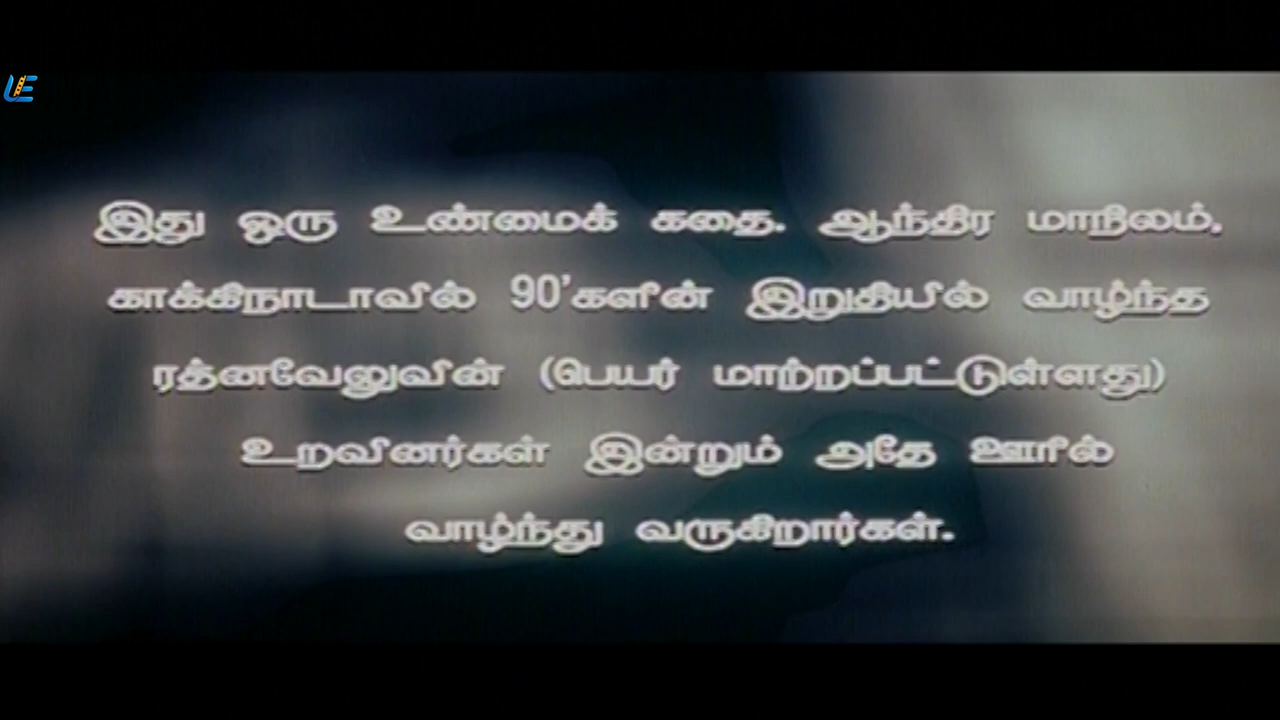 இது ஒரு உண்மைக் கதை. ஆந்திர மாநிலம்.
காக்கிநாடாவில் 90'களின் இறுதியில் வாழ்ந்த
ரத்னவேலுவின் (பெயர் மாற்றப்பட்டுள்ளது)
உறவினர்கள் இன்றும் அதே ஊரில்
வாழ்ந்து வருகிறார்கள்.